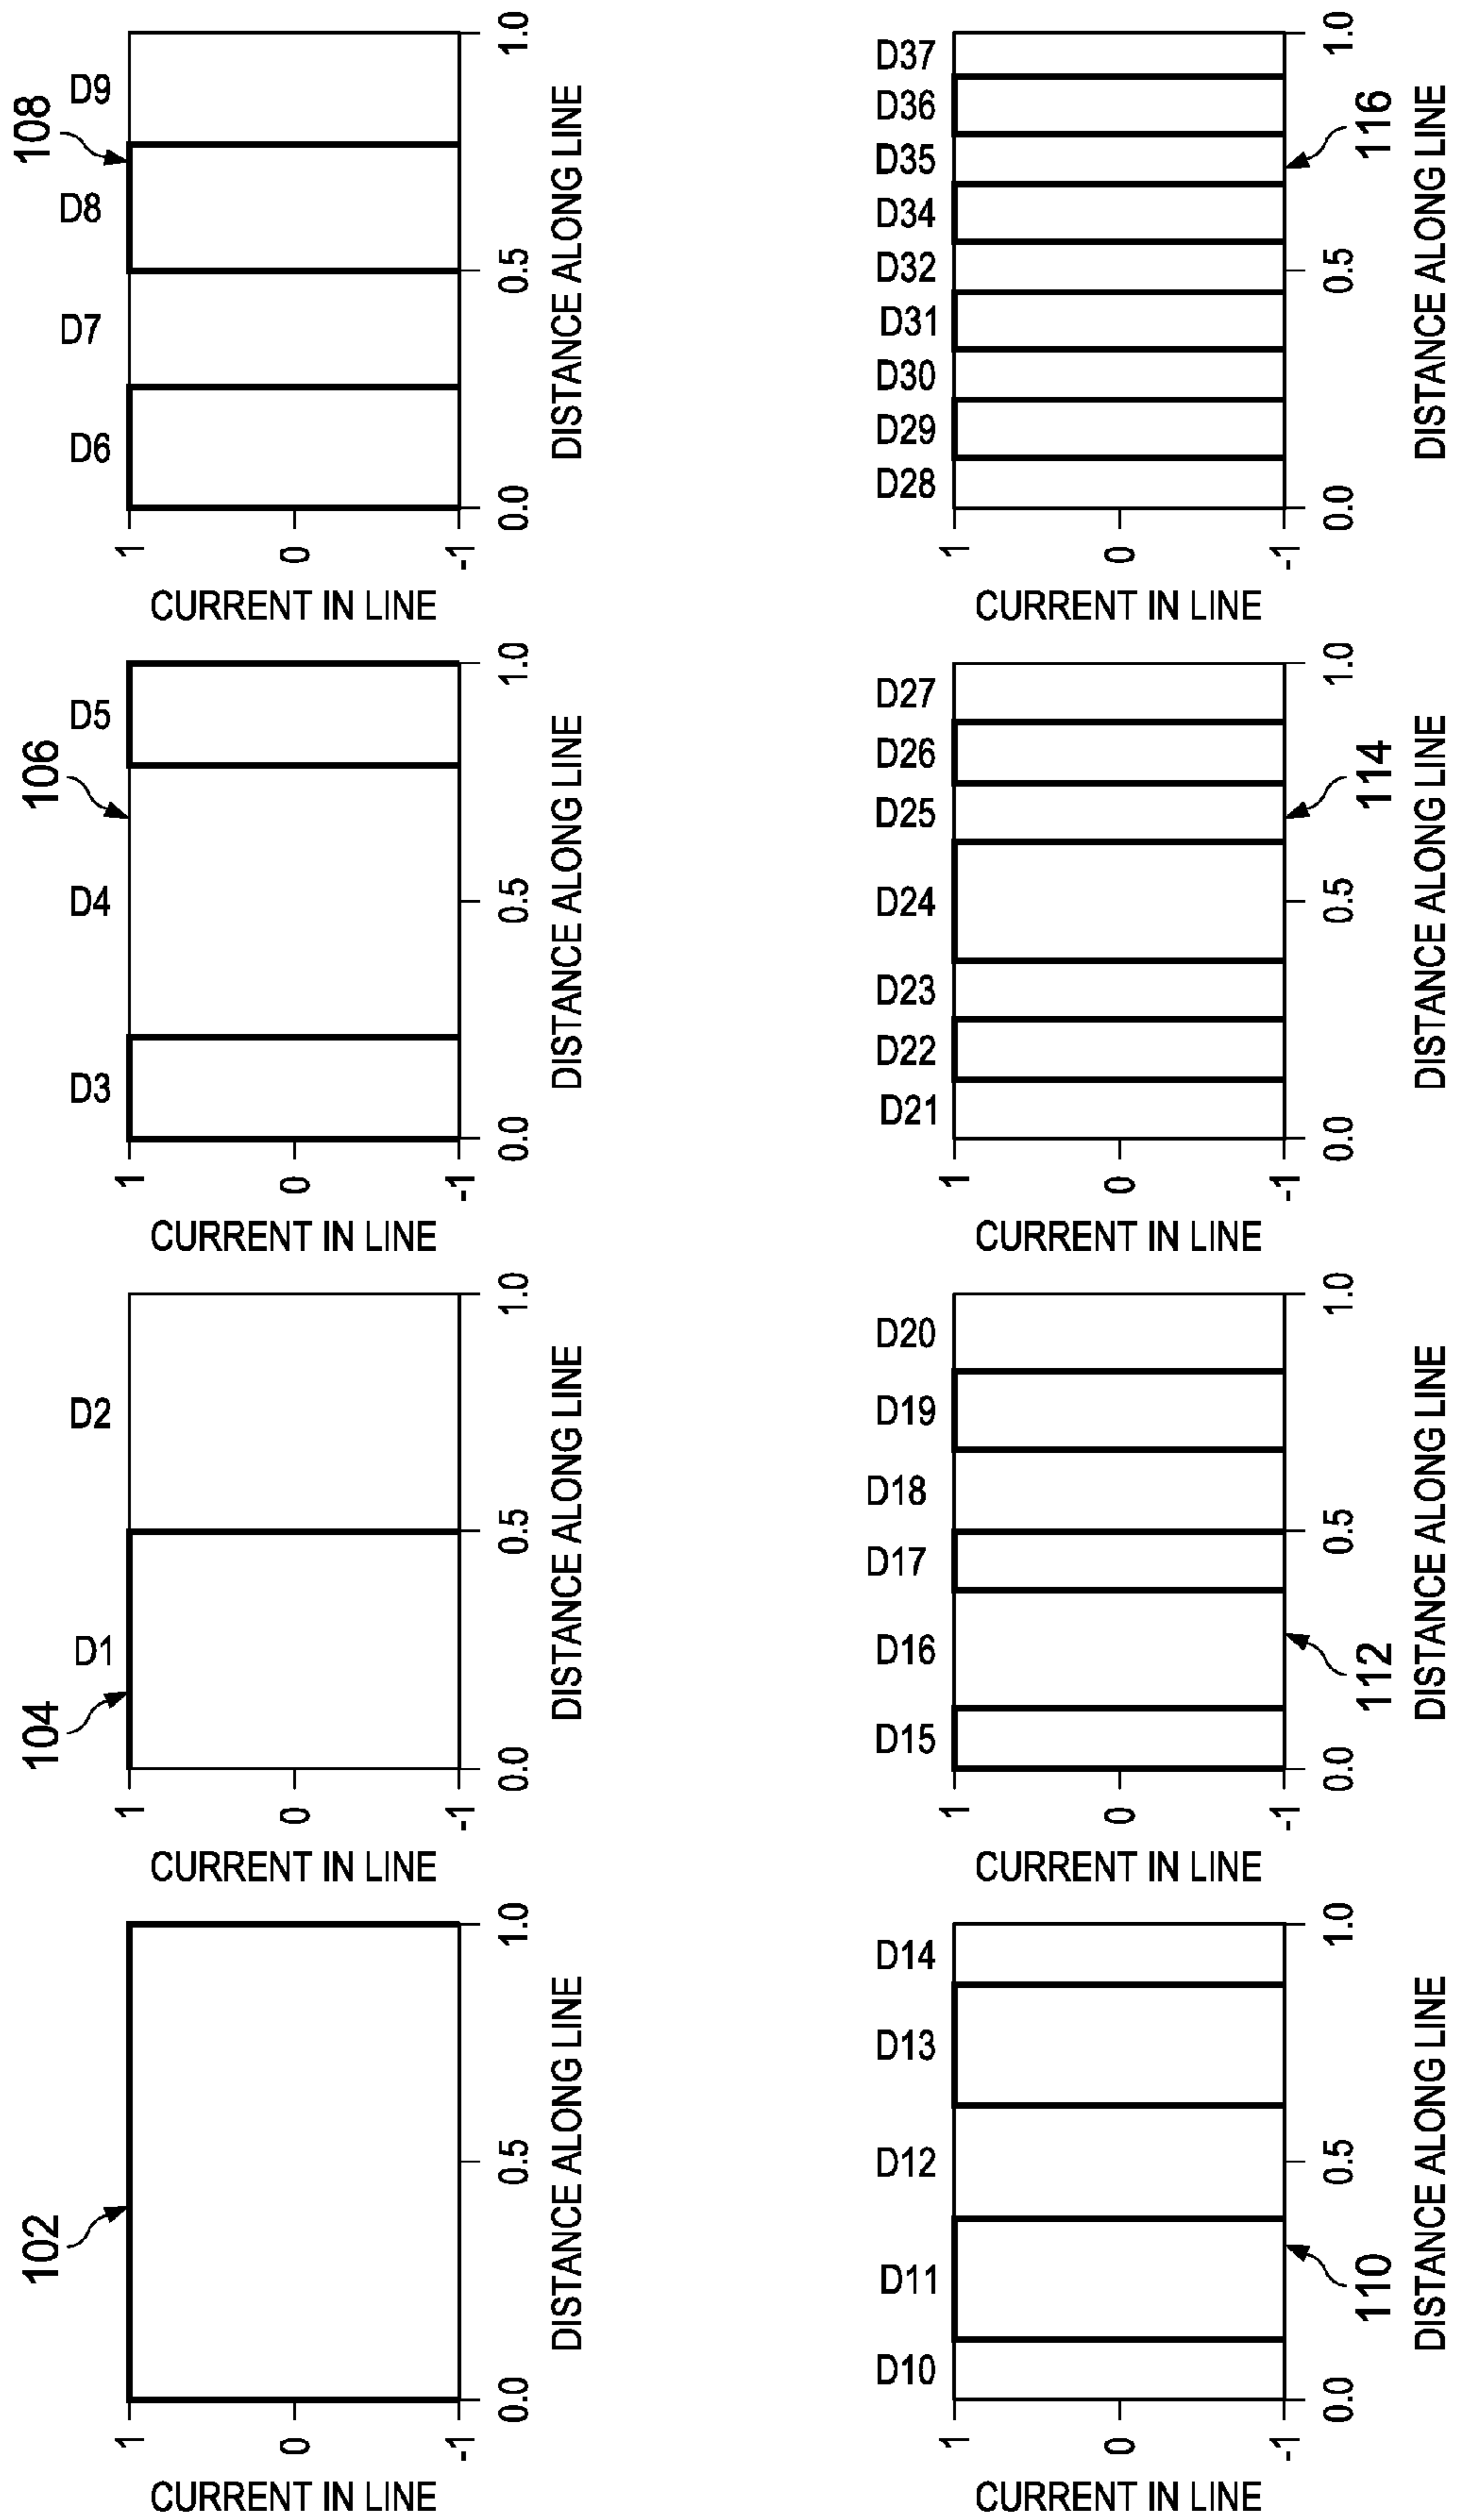 102
1
0
-1
CURRENT IN LINE
0.0
0.5
1.0
DISTANCE ALONG LINE
104
D1
D2
1
0
-1
CURRENT IN LINE
0.0
0.5
1.0
DISTANCE ALONG LINE
106
D3
D4
D5
1
0
-1
CURRENT IN LINE
0.0
0.5
1.0
DISTANCE ALONG LINE
108
D6
D7
D8
D9
1
0
-1
CURRENT IN LINE
0.0
0.5
1.0
DISTANCE ALONG LINE
D10
D11
D12
D13
D14
1
0
-1
CURRENT IN LINE
0.0
0.5
1.0
110
DISTANCE ALONG LINE
D15
D16
D17
D18
D19
D20
1
0
-1
CURRENT IN LINE
0.0
0.5
1.0
112
DISTANCE ALONG LINE
D21
D22
D23
D24
D25
D26
D27
1
0
-1
CURRENT IN LINE
0.0
0.5
1.0
114
DISTANCE ALONG LINE
D28
D29
D30
D31
D32
D34
D35
D36
D37
1
0
-1
CURRENT IN LINE
0.0
0.5
1.0
116
DISTANCE ALONG LINE